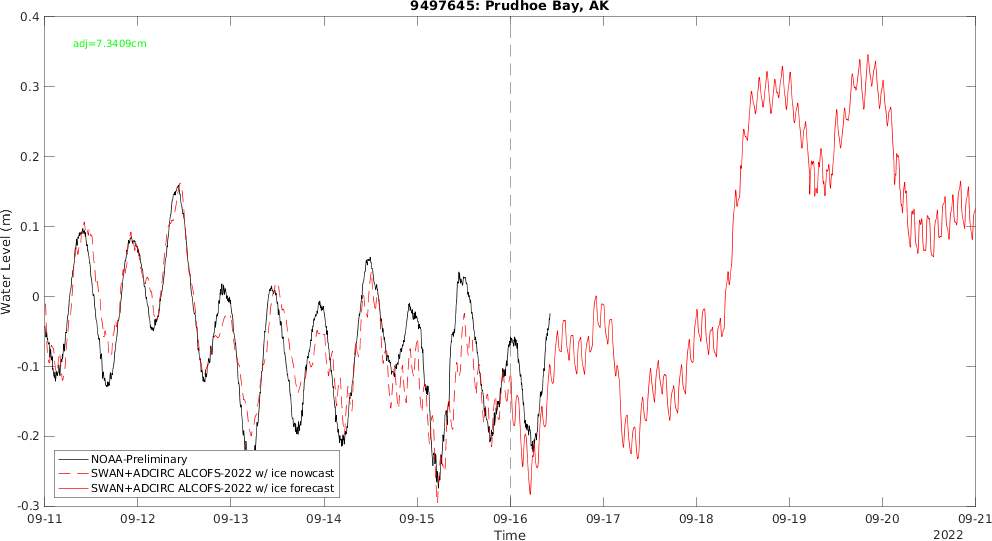 9497645: Prudhoe Bay, AK
0.4
adj=7.3409cm
0.3
0.2
0.1
0
-0.1
-0.2
-0.3
Water Level (m)
NOAA-Preliminary
SWAN+ADCIRC ALCOFS-2022 w/ ice nowcast
SWAN+ADCIRC ALCOFS-2022 w/ ice forecast
09-11 09-12 09-13 09-14 09-15 09-16 09-17 09-18 09-19 09-20 09-21
Time
2022